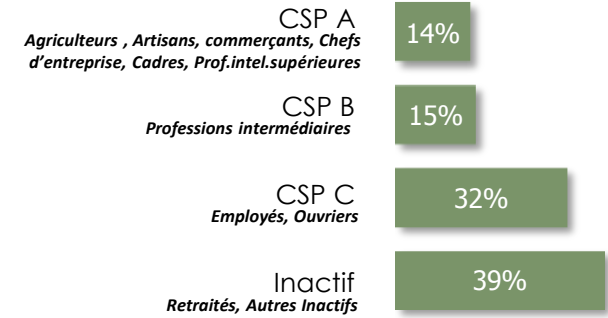 CSP A
Agriculteurs , Artisans, commerçants, Chefs
d’entreprise, Cadres, Prof.intel.supérieures
14%
CSP B
Professions intermédiaires
15%
CSP C
Employés, Ouvriers
32%
Inactif
Retraités, Autres Inactifs
39%